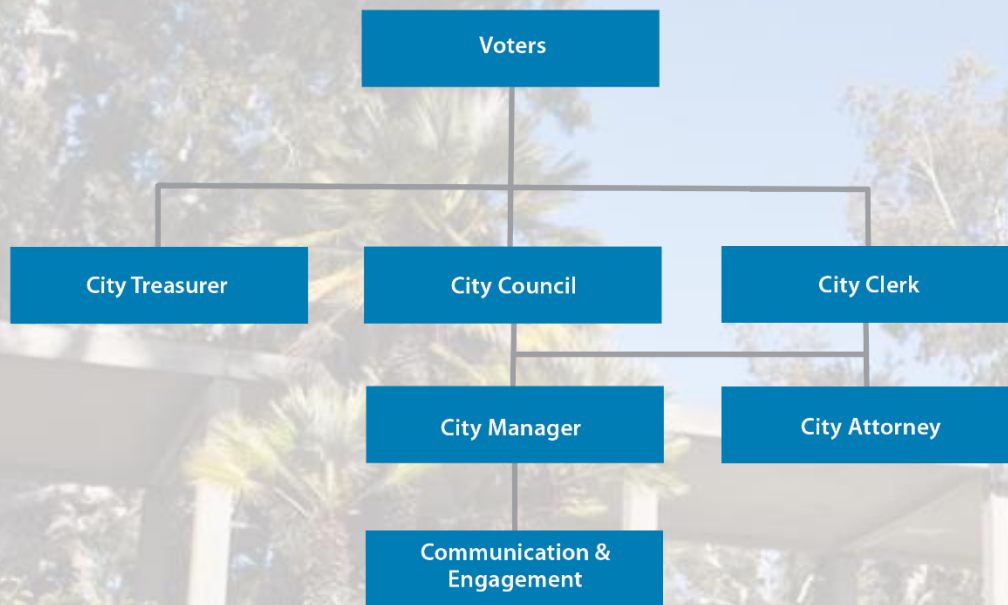 Voters
City Treasurer
City Council
City Clerk
City Manager
City Attorney
Communication &
Engagement